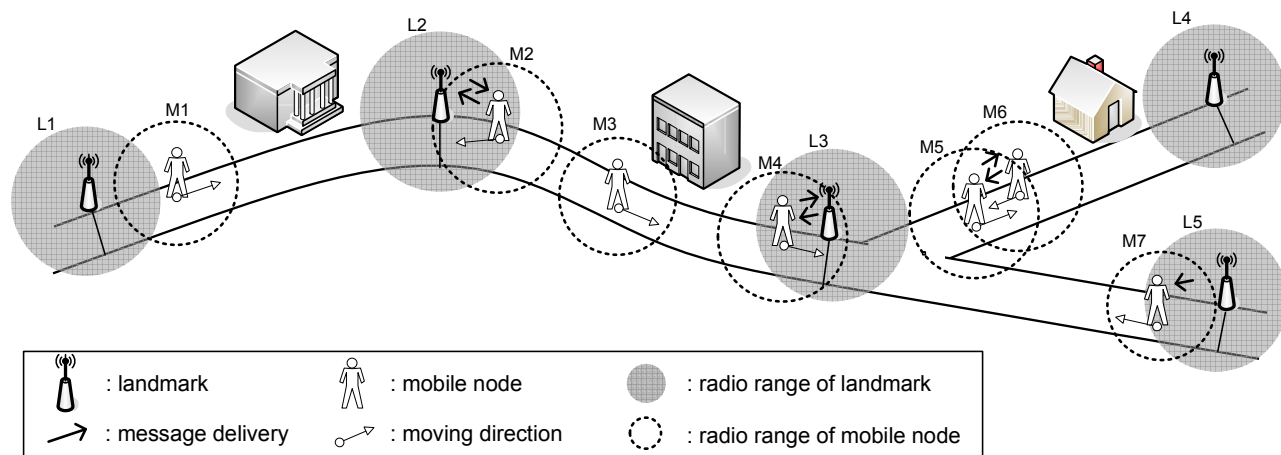 L1
M1
L2
M2
M3
M4
L3
M5
M6
L4
M7
L5
: landmark
: mobile node
: radio range of landmark
: message delivery
: moving direction
: radio range of mobile node